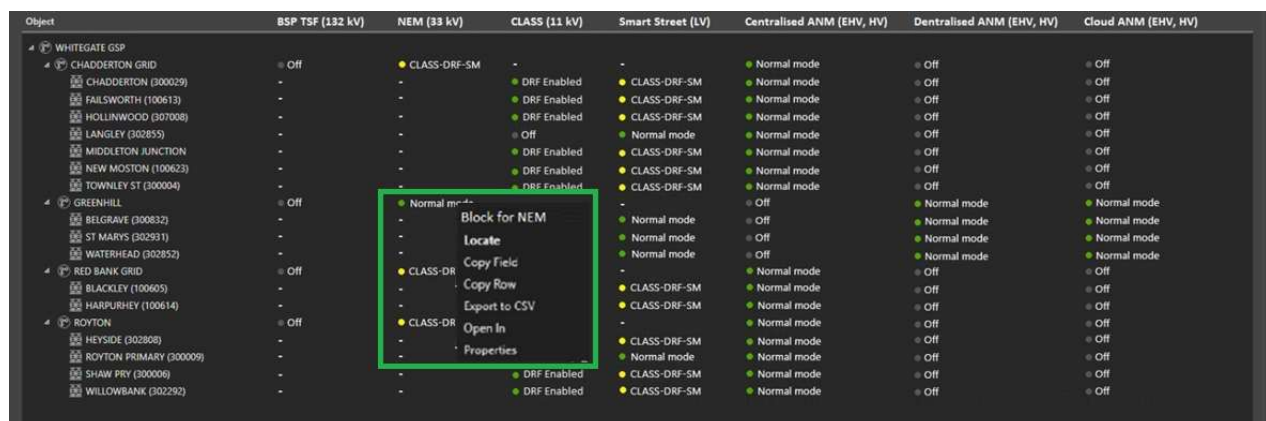 Object BSP TSF (132 kV) NEM (33 kV) CLASS (11 kV) Smart Street (LV) Centralised ANM (EHV, HV) Dentralised ANM (EHV, HV) Cloud ANM (EHV, HV)
WHITEGATE GSP
CHADDERTON GRID Off CLASS-DRF-SM - - Normal mode Off Off
CHADDERTON (300029) - - DRF Enabled CLASS-DRF-SM Normal mode Off Off
FAILSWORTH (100613) - - DRF Enabled CLASS-DRF-SM Normal mode Off Off
HOLLINWOOD (307008) - - DRF Enabled CLASS-DRF-SM Normal mode Off Off
LANGLEY (302855) - - Off Normal mode Normal mode Off Off
MIDDLETON JUNCTION - - DRF Enabled CLASS-DRF-SM Normal mode Off Off
NEW MOSTON (100623) - - DRF Enabled CLASS-DRF-SM Normal mode Off Off
TOWNLEY ST (300004) - - DRF Enabled CLASS-DRF-SM Normal mode Off Off
GREENHILL Off Normal mode - Off Normal mode Normal mode
BELGRAVE (300832) - - Block for NEM Normal mode Off Normal mode Normal mode
ST MARYS (302931) - - Locate Normal mode Off Normal mode Normal mode
WATERHEAD (302852) - - Copy Field Normal mode Off Normal mode Normal mode
RED BANK GRID Off CLASS-DR - Normal mode Off Off
BLACKLEY (100605) - - Copy Row CLASS-DRF-SM Normal mode Off Off
HARPURHEY (100614) - - Export to CSV CLASS-DRF-SM Normal mode Off Off
ROYTON Off CLASS-DR Open In - Normal mode Off Off
HEYSIDE (302808) - - Properties CLASS-DRF-SM Normal mode Off Off
ROYTON PRIMARY (300009) - - Normal mode Normal mode Off Off
SHAW PRY (300006) - - DRF Enabled CLASS-DRF-SM Normal mode Off Off
WILLOWBANK (302292) - - DRF Enabled CLASS-DRF-SM Normal mode Off Off